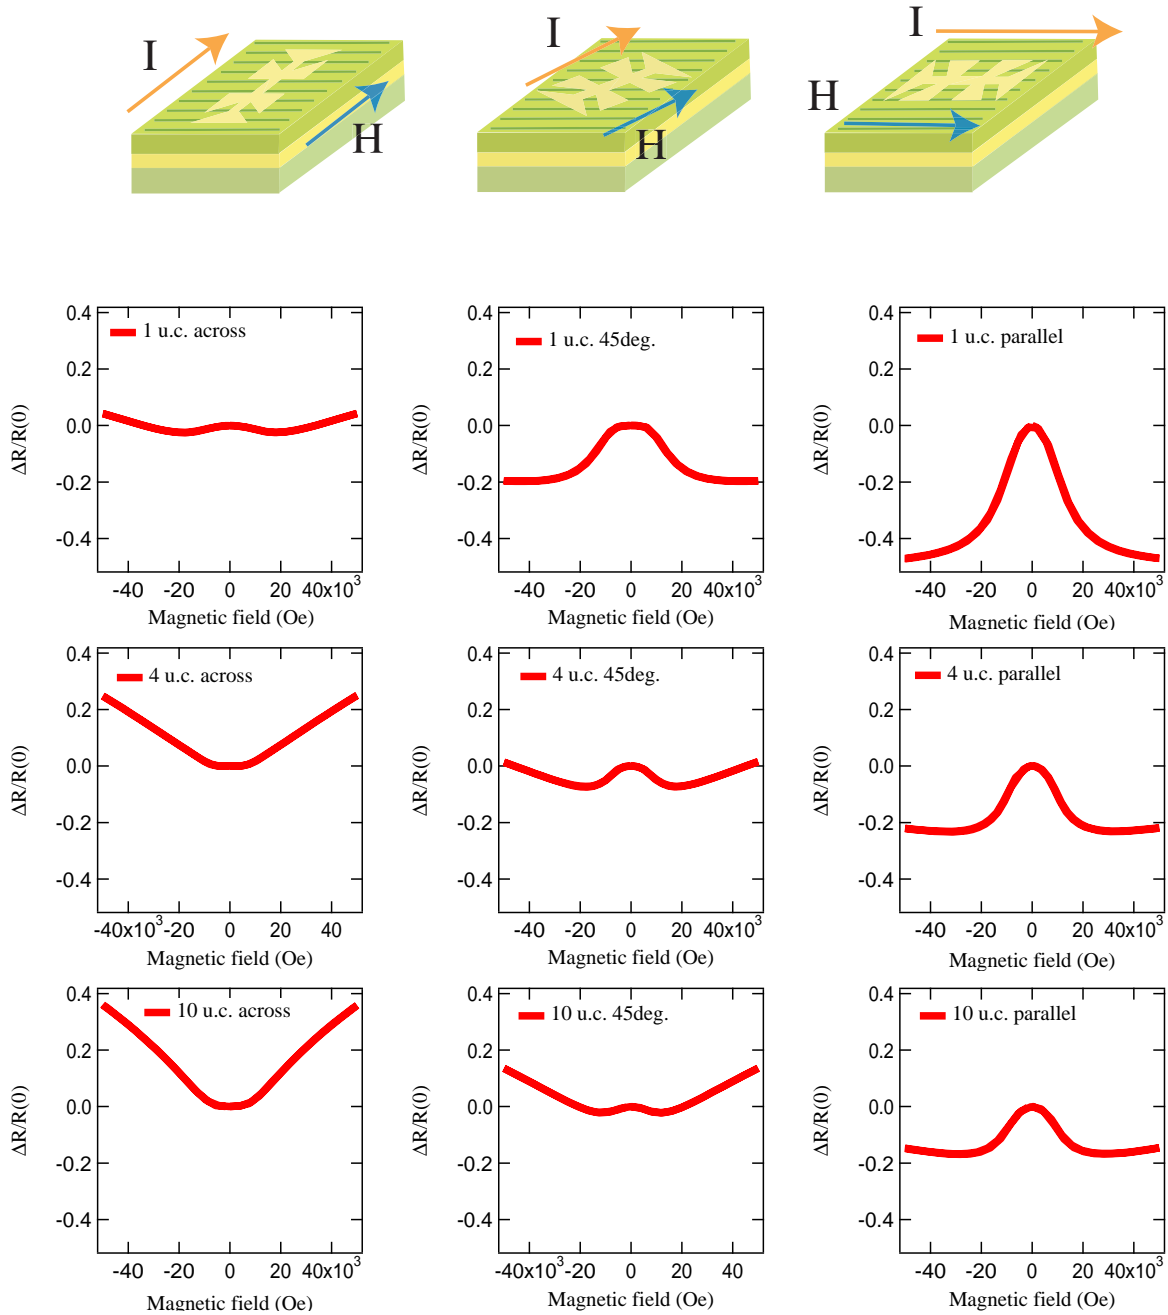 I
H
I
H
I
H
0.4
0.2
0.0
-0.2
-0.4
ΔR/R(0)
1 u.c. across
-40 -20 0 20 40x10³
Magnetic field (Oe)
0.4
0.2
0.0
-0.2
-0.4
ΔR/R(0)
1 u.c. 45deg.
-40 -20 0 20 40x10³
Magnetic field (Oe)
0.4
0.2
0.0
-0.2
-0.4
ΔR/R(0)
1 u.c. parallel
-40 -20 0 20 40x10³
Magnetic field (Oe)
0.4
0.2
0.0
-0.2
-0.4
ΔR/R(0)
4 u.c. across
-40x10³ -20 0 20 40
Magnetic field (Oe)
0.4
0.2
0.0
-0.2
-0.4
ΔR/R(0)
4 u.c. 45deg.
-40 -20 0 20 40x10³
Magnetic field (Oe)
0.4
0.2
0.0
-0.2
-0.4
ΔR/R(0)
4 u.c. parallel
-40 -20 0 20 40x10³
Magnetic field (Oe)
0.4
0.2
0.0
-0.2
-0.4
ΔR/R(0)
10 u.c. across
-40 -20 0 20 40x10³
Magnetic field (Oe)
0.4
0.2
0.0
-0.2
-0.4
ΔR/R(0)
10 u.c. 45deg.
-40x10³ -20 0 20 40
Magnetic field (Oe)
0.4
0.2
0.0
-0.2
-0.4
ΔR/R(0)
10 u.c. parallel
-40 -20 0 20 40x10³
Magnetic field (Oe)